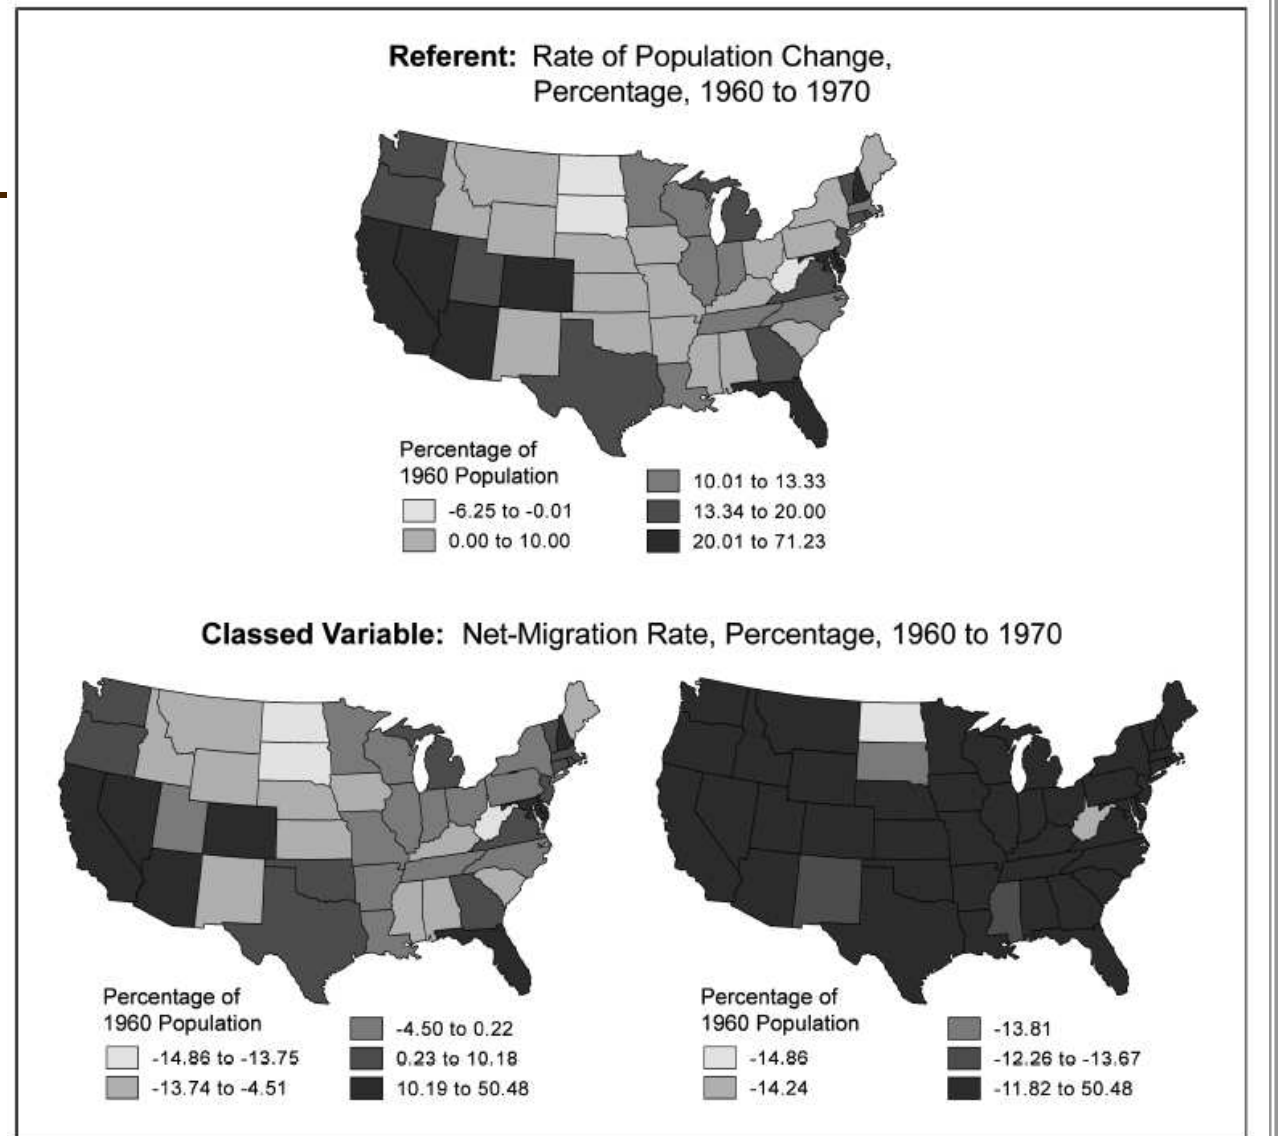 Referent: Rate of Population Change,
Percentage, 1960 to 1970
Percentage of
1960 Population
-6.25 to -0.01
0.00 to 10.00
10.01 to 13.33
13.34 to 20.00
20.01 to 71.23
Classed Variable: Net-Migration Rate, Percentage, 1960 to 1970
Percentage of
1960 Population
-14.86 to -13.75
-13.74 to -4.51
-4.50 to 0.22
0.23 to 10.18
10.19 to 50.48
Percentage of
1960 Population
-14.86
-14.24
-13.81
-12.26 to -13.67
-11.82 to 50.48